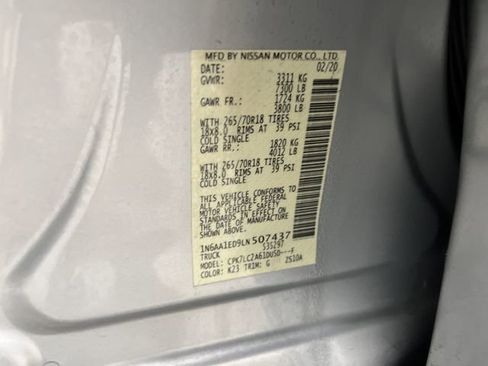 MFD BY NISSAN MOTOR CO., LTD.
DATE: 02/20
GVWR: 3311 KG
7300 LB
GAWR FR.: 1724 KG
3800 LB
WITH 265/70R18 TIRES
18x8.0 RIMS AT 39 PSI
COLD SINGLE
GAWR RR.: 1820 KG
4012 LB
WITH 265/70R18 TIRES
18x8.0 RIMS AT 39 PSI
COLD SINGLE
THIS VEHICLE CONFORMS TO
ALL APPLICABLE FEDERAL
MOTOR VEHICLE SAFETY
STANDARDS IN EFFECT ON
THE DATE OF MANUFACTURE
SHOWN ABOVE.
1N6AA1ED9LN507437
TRUCK 535297
MODEL: CPK7LC2A61DUSD---F
COLOR: K23 TRIM: G ZS10A